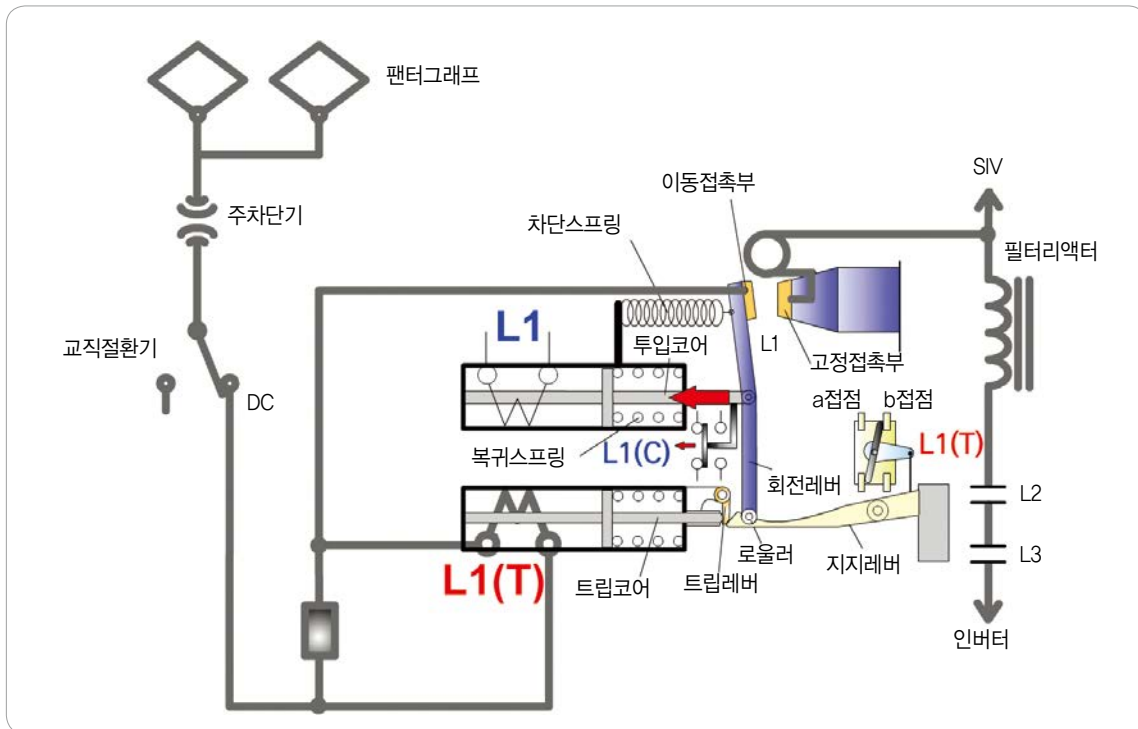 팬터그래프
주차단기
교직절환기
DC
이동접촉부
차단스프링
SIV
필터리액터
L1
투입코어
L1
고정접촉부
a접점 b접점
L1(T)
복귀스프링
L1(C)
회전레버
L2
L1(T)
트립코어
트립레버
로울러
지지레버
L3
인버터